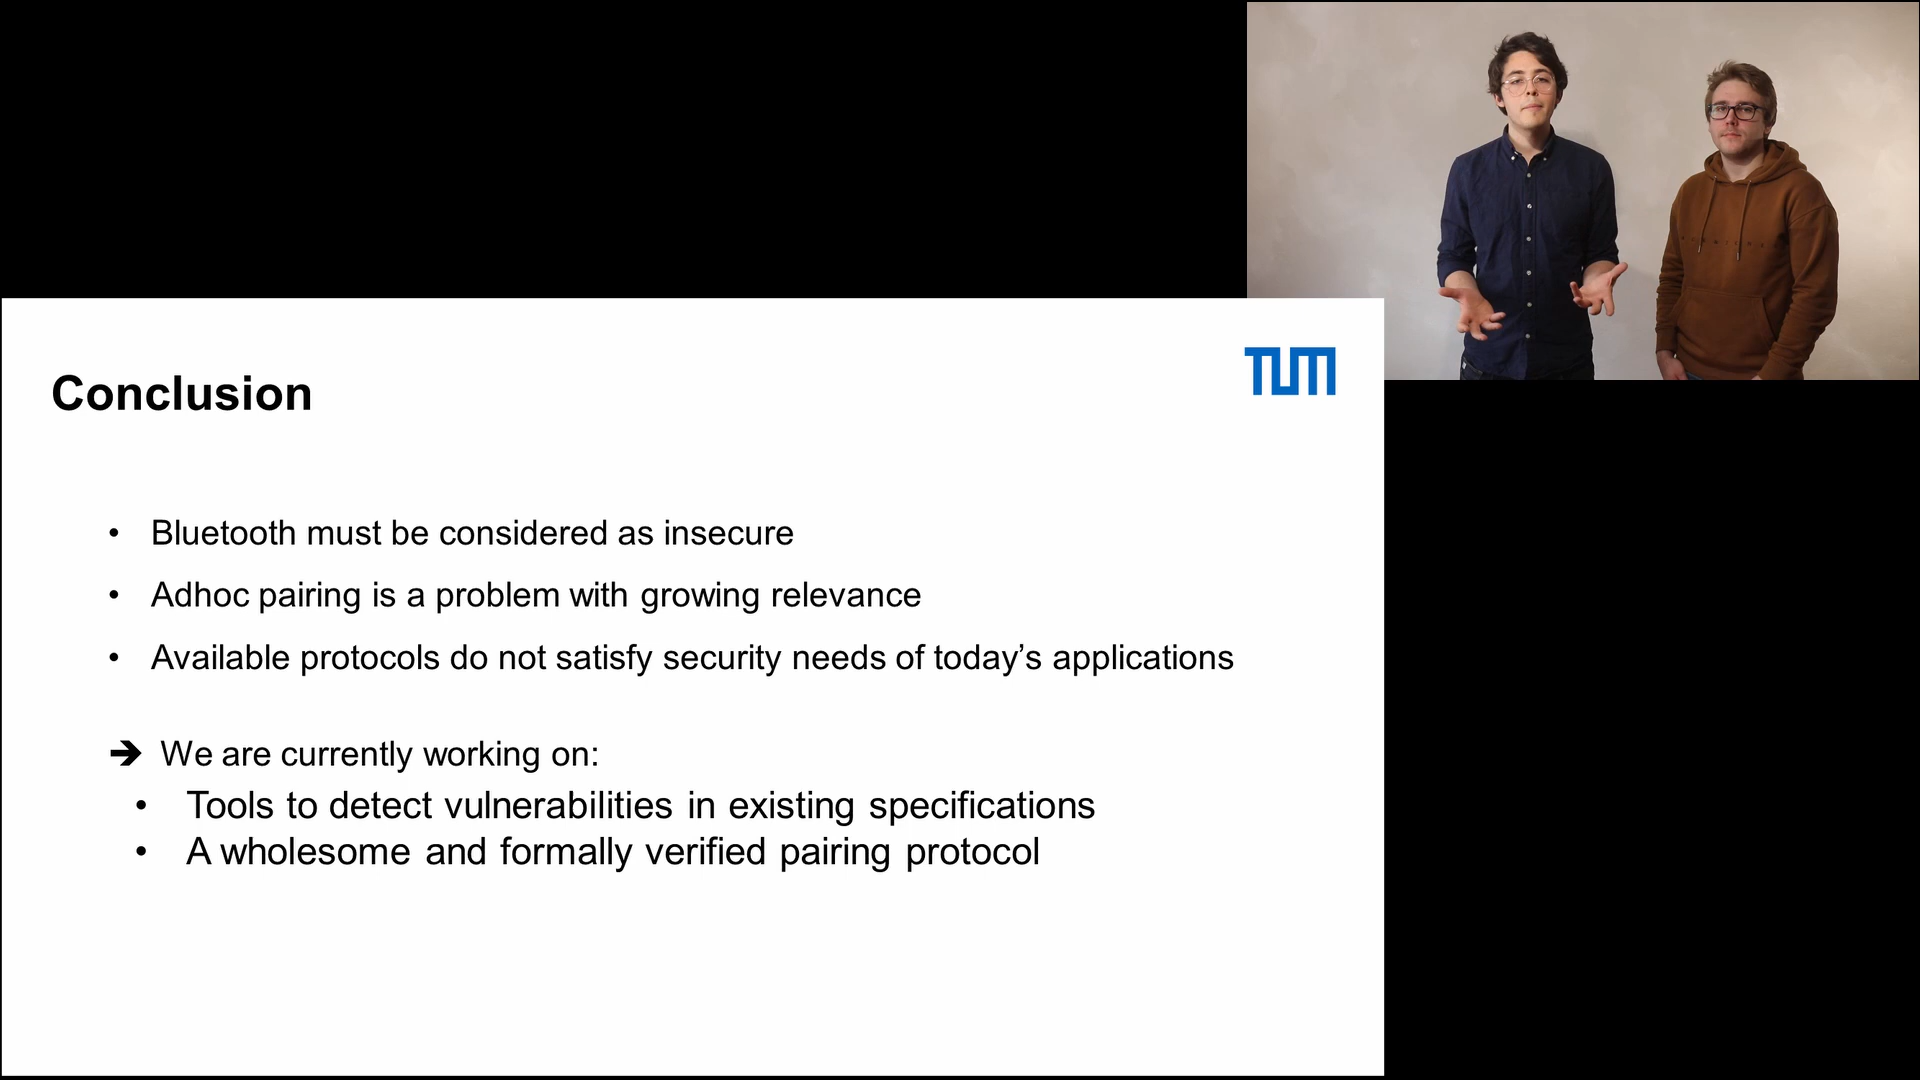 TUM
Conclusion
• Bluetooth must be considered as insecure
• Adhoc pairing is a problem with growing relevance
• Available protocols do not satisfy security needs of today’s applications
➔ We are currently working on:
• Tools to detect vulnerabilities in existing specifications
• A wholesome and formally verified pairing protocol